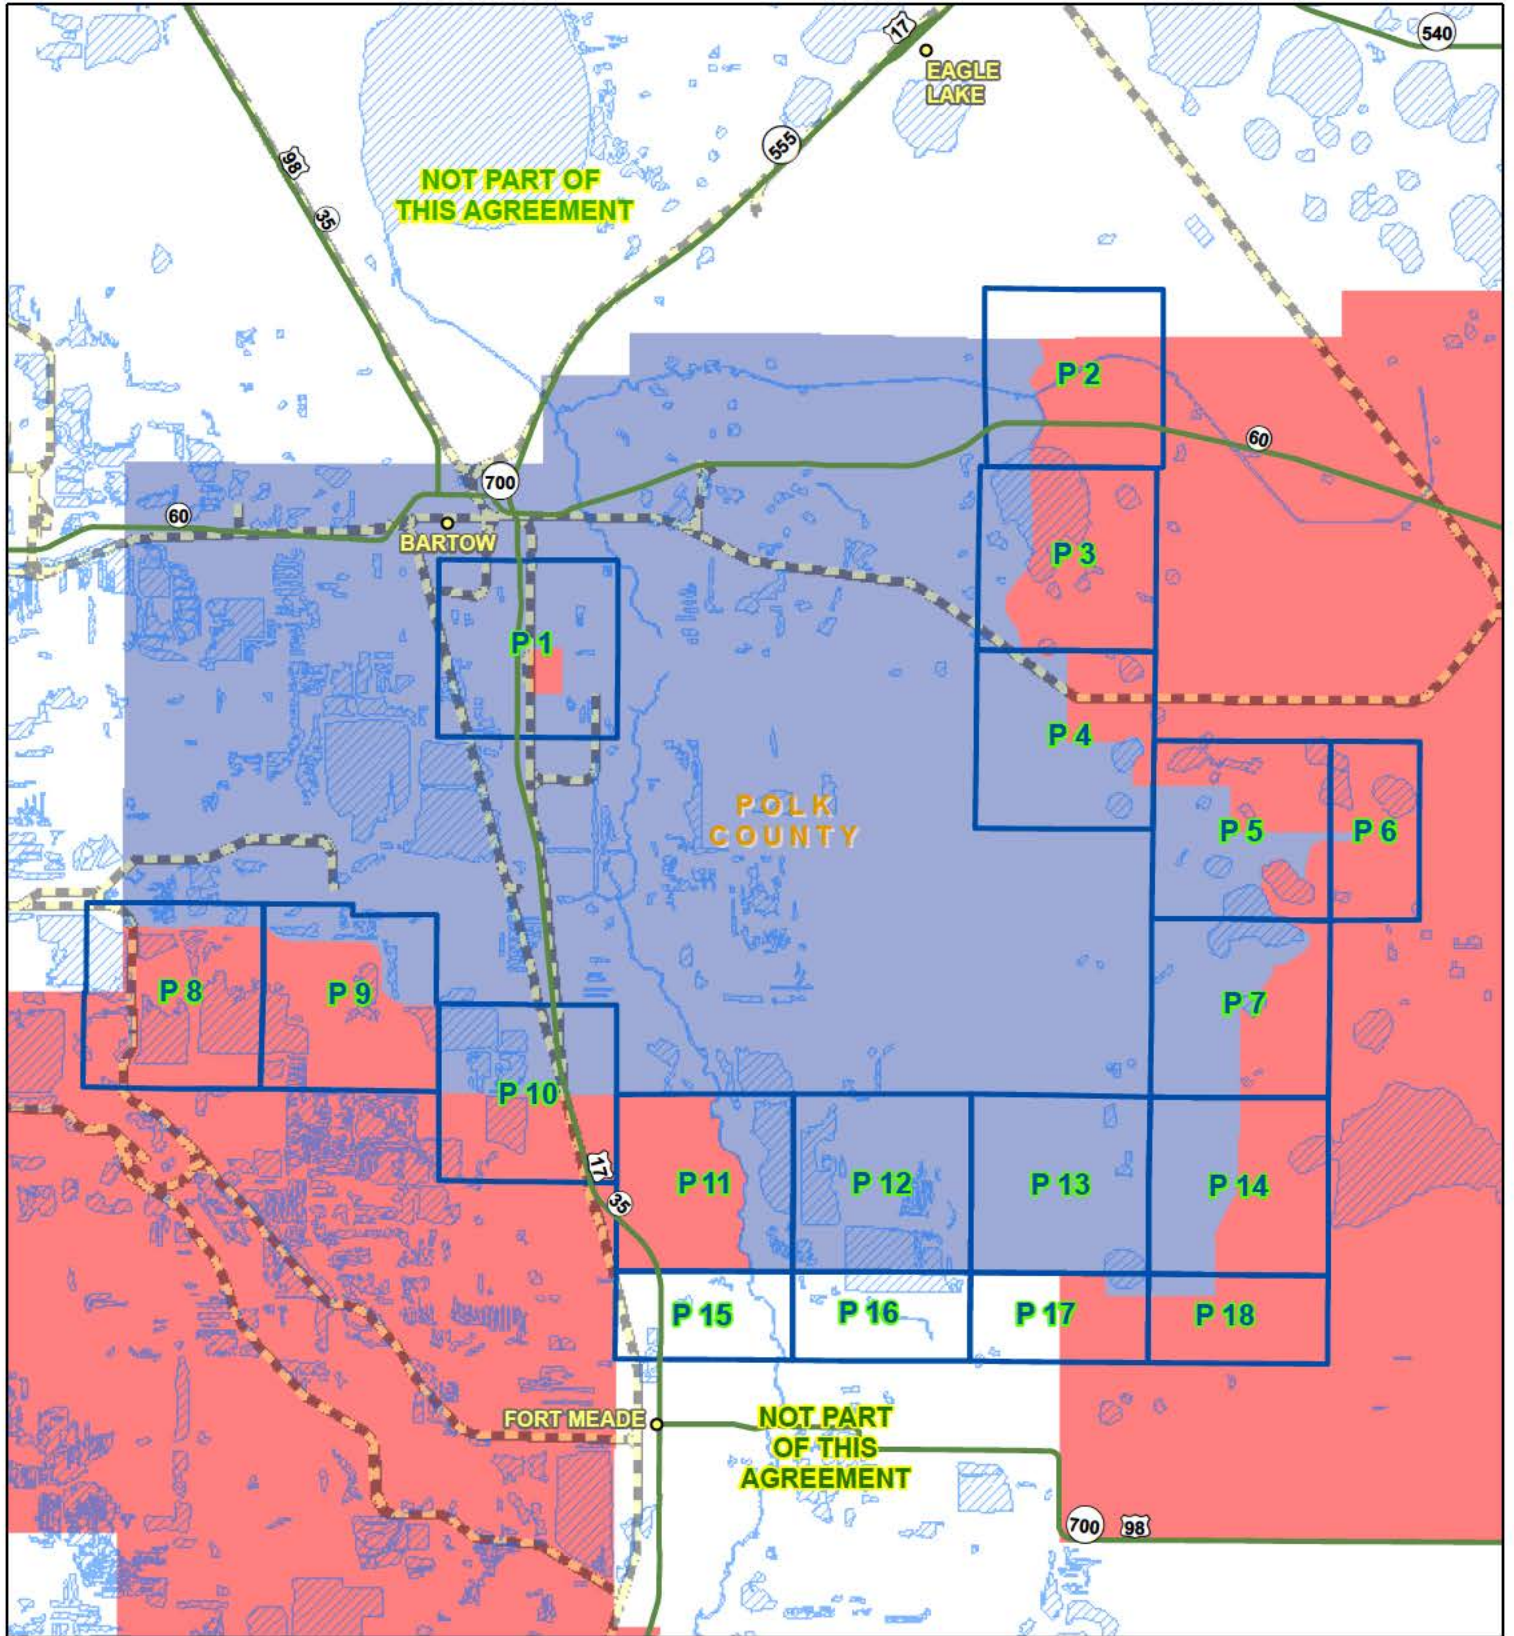 17
540
EAGLE
LAKE
98
555
NOT PART OF
THIS AGREEMENT
35
P 2
60
700
60
BARTOW
P 3
P 1
P 4
POLK
COUNTY
P 5
P 6
P 8
P 9
P 7
P 10
17
P 11
P 12
P 13
P 14
35
P 15
P 16
P 17
P 18
FORT MEADE
NOT PART
OF THIS
AGREEMENT
700
98